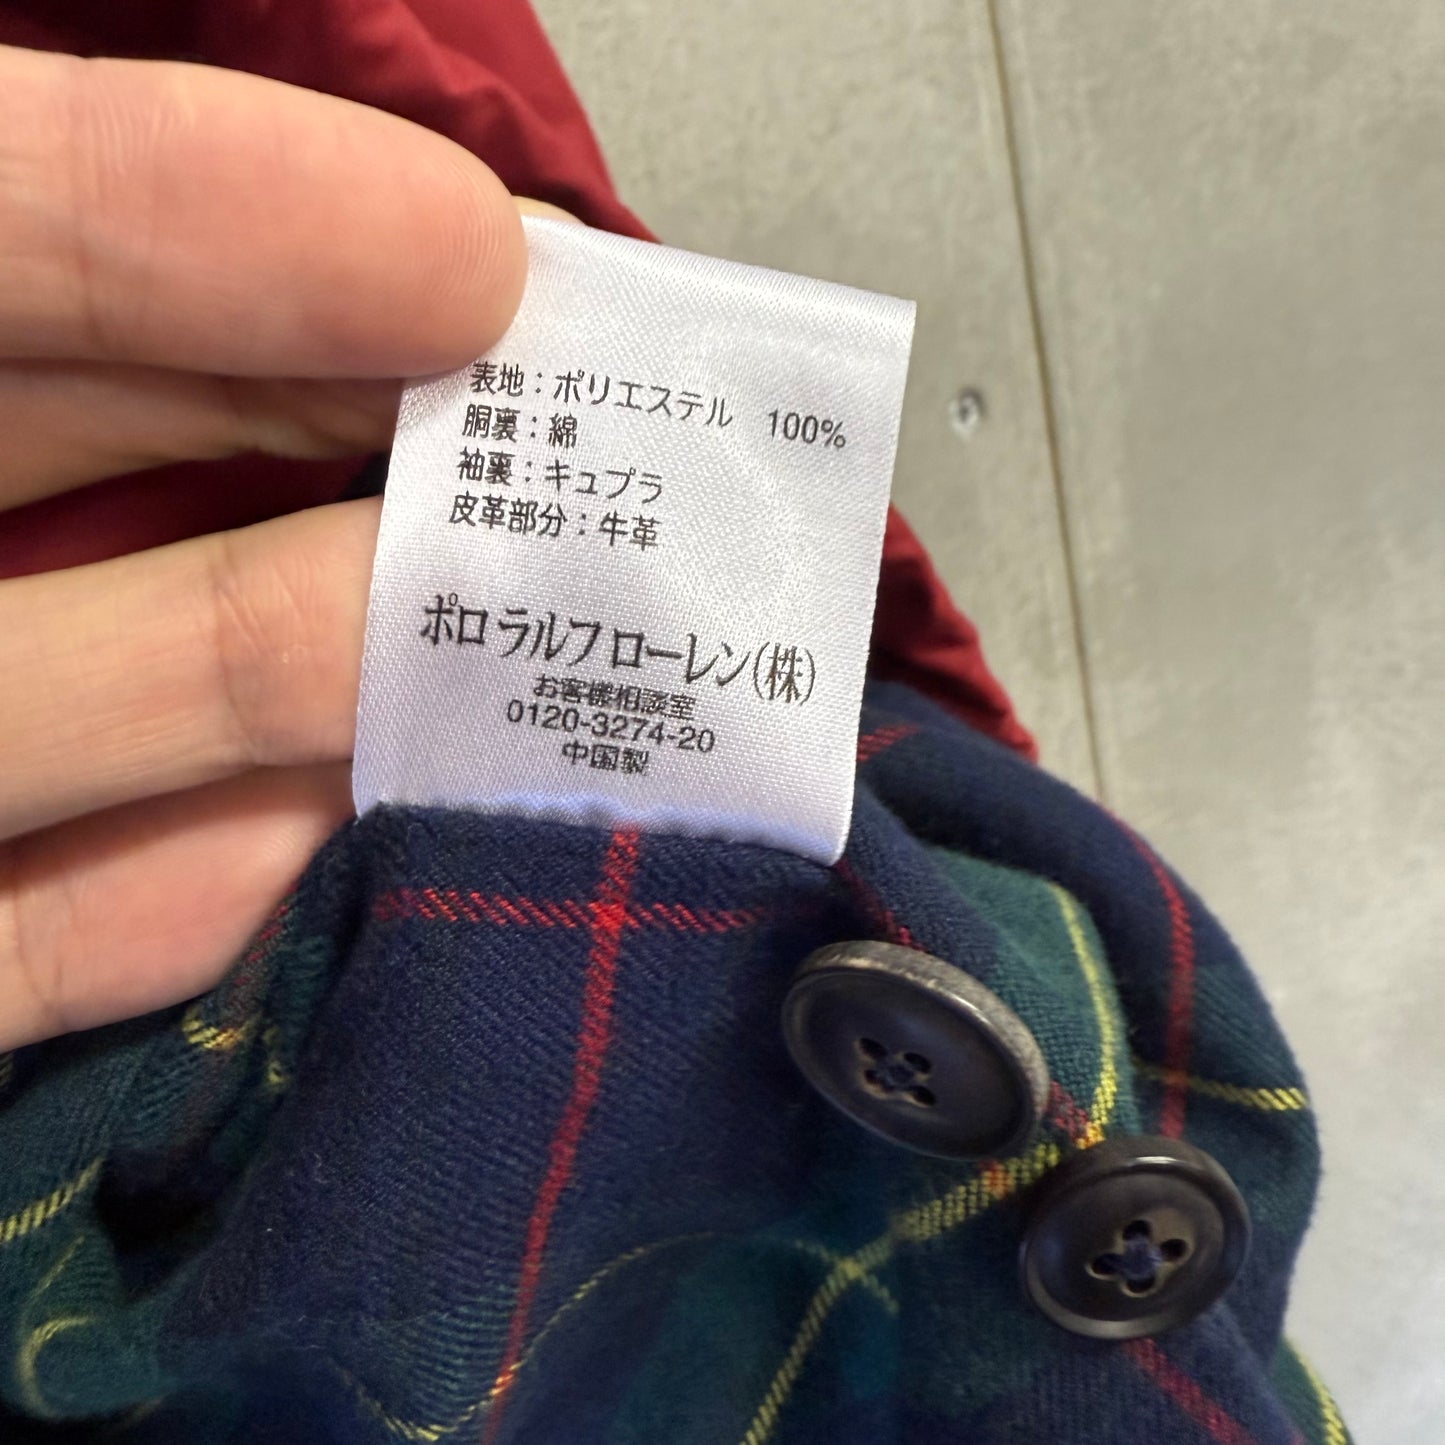 表地：ポリエステル　100%
胴裏：綿
袖裏：キュプラ
皮革部分：牛革
ポロ ラルフ ローレン(株)
お客様相談室
0120-3274-20
中国製